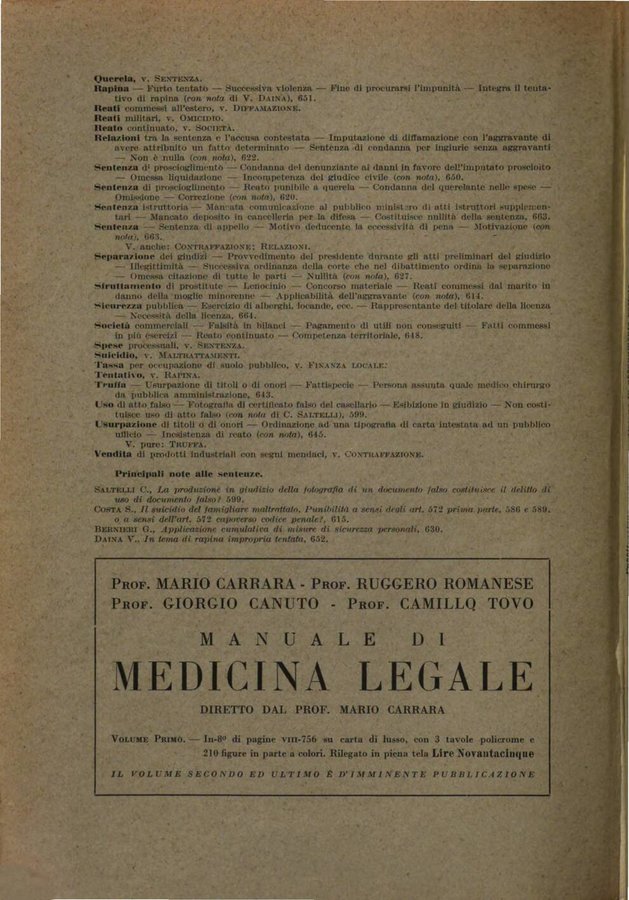 Querela, v. SENTENZA.
Rapina — Furto tentato — Successiva violenza — Fine di procurarsi l'impunità — Integra il tenta-
tivo di rapina (con nota di V. DAINA), 651.
Reati commessi all'estero, v. DIFFAMAZIONE.
Reati militari, v. OMICIDIO.
Reato continuato, v. SOCIETÀ.
Relazioni tra la sentenza e l'accusa contestata — Imputazione di diffamazione con l'aggravante di
avere attribuito un fatto determinato — Sentenza di condanna per ingiurie senza aggravanti
— Non è nulla (con nota), 622.
Sentenza di proscioglimento — Condanna del denunziante ai danni in favore dell'imputato prosciolto
— Omessa liquidazione — Incompetenza del giudice civile (con nota), 650.
Sentenza di proscioglimento — Reato punibile a querela — Condanna del querelante nelle spese —
Omissione — Correzione (con nota), 620.
Sentenza istruttoria — Mancata comunicazione al pubblico ministero di atti istruttori supplemen-
tari — Mancato deposito in cancelleria per la difesa — Costituisce nullità della sentenza, 663.
Sentenza — Sentenza di appello — Motivo deducente la eccessività di pena — Motivazione (con
nota), 663.
V. anche: CONTRAFFAZIONE; RELAZIONI.
Separazione dei giudizi — Provvedimento del presidente durante gli atti preliminari del giudizio
— Illegittimità — Successiva ordinanza della corte che nel dibattimento ordina la separazione
— Omessa citazione di tutte le parti — Nullità (con nota), 627.
Sfruttamento di prostitute — Lenocinio — Concorso materiale — Reati commessi dal marito in
danno della moglie minorenne — Applicabilità dell'aggravante (con nota), 614.
Sicurezza pubblica — Esercizio di alberghi, locande, ecc. — Rappresentante del titolare della licenza
— Necessità della licenza, 664.
Società commerciali — Falsità in bilanci — Pagamento di utili non conseguiti — Fatti commessi
in più esercizi — Reato continuato — Competenza territoriale, 648.
Spese processuali, v. SENTENZA.
Suicidio, v. MALTRATTAMENTI.
Tassa per occupazione di suolo pubblico, v. FINANZA LOCALE.
Tentativo, v. RAPINA.
Truffa — Usurpazione di titoli o di onori — Fattispecie — Persona assunta quale medico chirurgo
da pubblica amministrazione, 643.
Uso di atto falso — Fotografia di certificato falso del casellario — Esibizione in giudizio — Non costi-
tuisce uso di atto falso (con nota di C. SALTELLI), 599.
Usurpazione di titoli o di onori — Ordinazione ad una tipografia di carta intestata ad un pubblico
ufficio — Inesistenza di reato (con nota), 645.
V. pure: TRUFFA.
Vendita di prodotti industriali con segni mendaci, v. CONTRAFFAZIONE.
Principali note alle sentenze.
SALTELLI C., La produzione in giudizio della fotografia di un documento falso costituisce il delitto di
uso di documento falso? 599.
COSTA S., Il suicidio del famigliare maltrattato. Punibilità a sensi degli art. 572 prima parte, 586 e 589,
o a sensi dell'art. 572 capoverso codice penale?, 615.
BERNIERI G., Applicazione cumulativa di misure di sicurezza personali, 630.
DAINA V., In tema di rapina impropria tentata, 652.
PROF. MARIO CARRARA - PROF. RUGGERO ROMANESE
PROF. GIORGIO CANUTO - PROF. CAMILLO TOVO
MANUALE DI
MEDICINA LEGALE
DIRETTO DAL PROF. MARIO CARRARA
VOLUME PRIMO. — In-8º di pagine VIII-756 su carta di lusso, con 3 tavole policrome e
210 figure in parte a colori. Rilegato in piena tela Lire Novantacinque
IL VOLUME SECONDO ED ULTIMO È D'IMMINENTE PUBBLICAZIONE